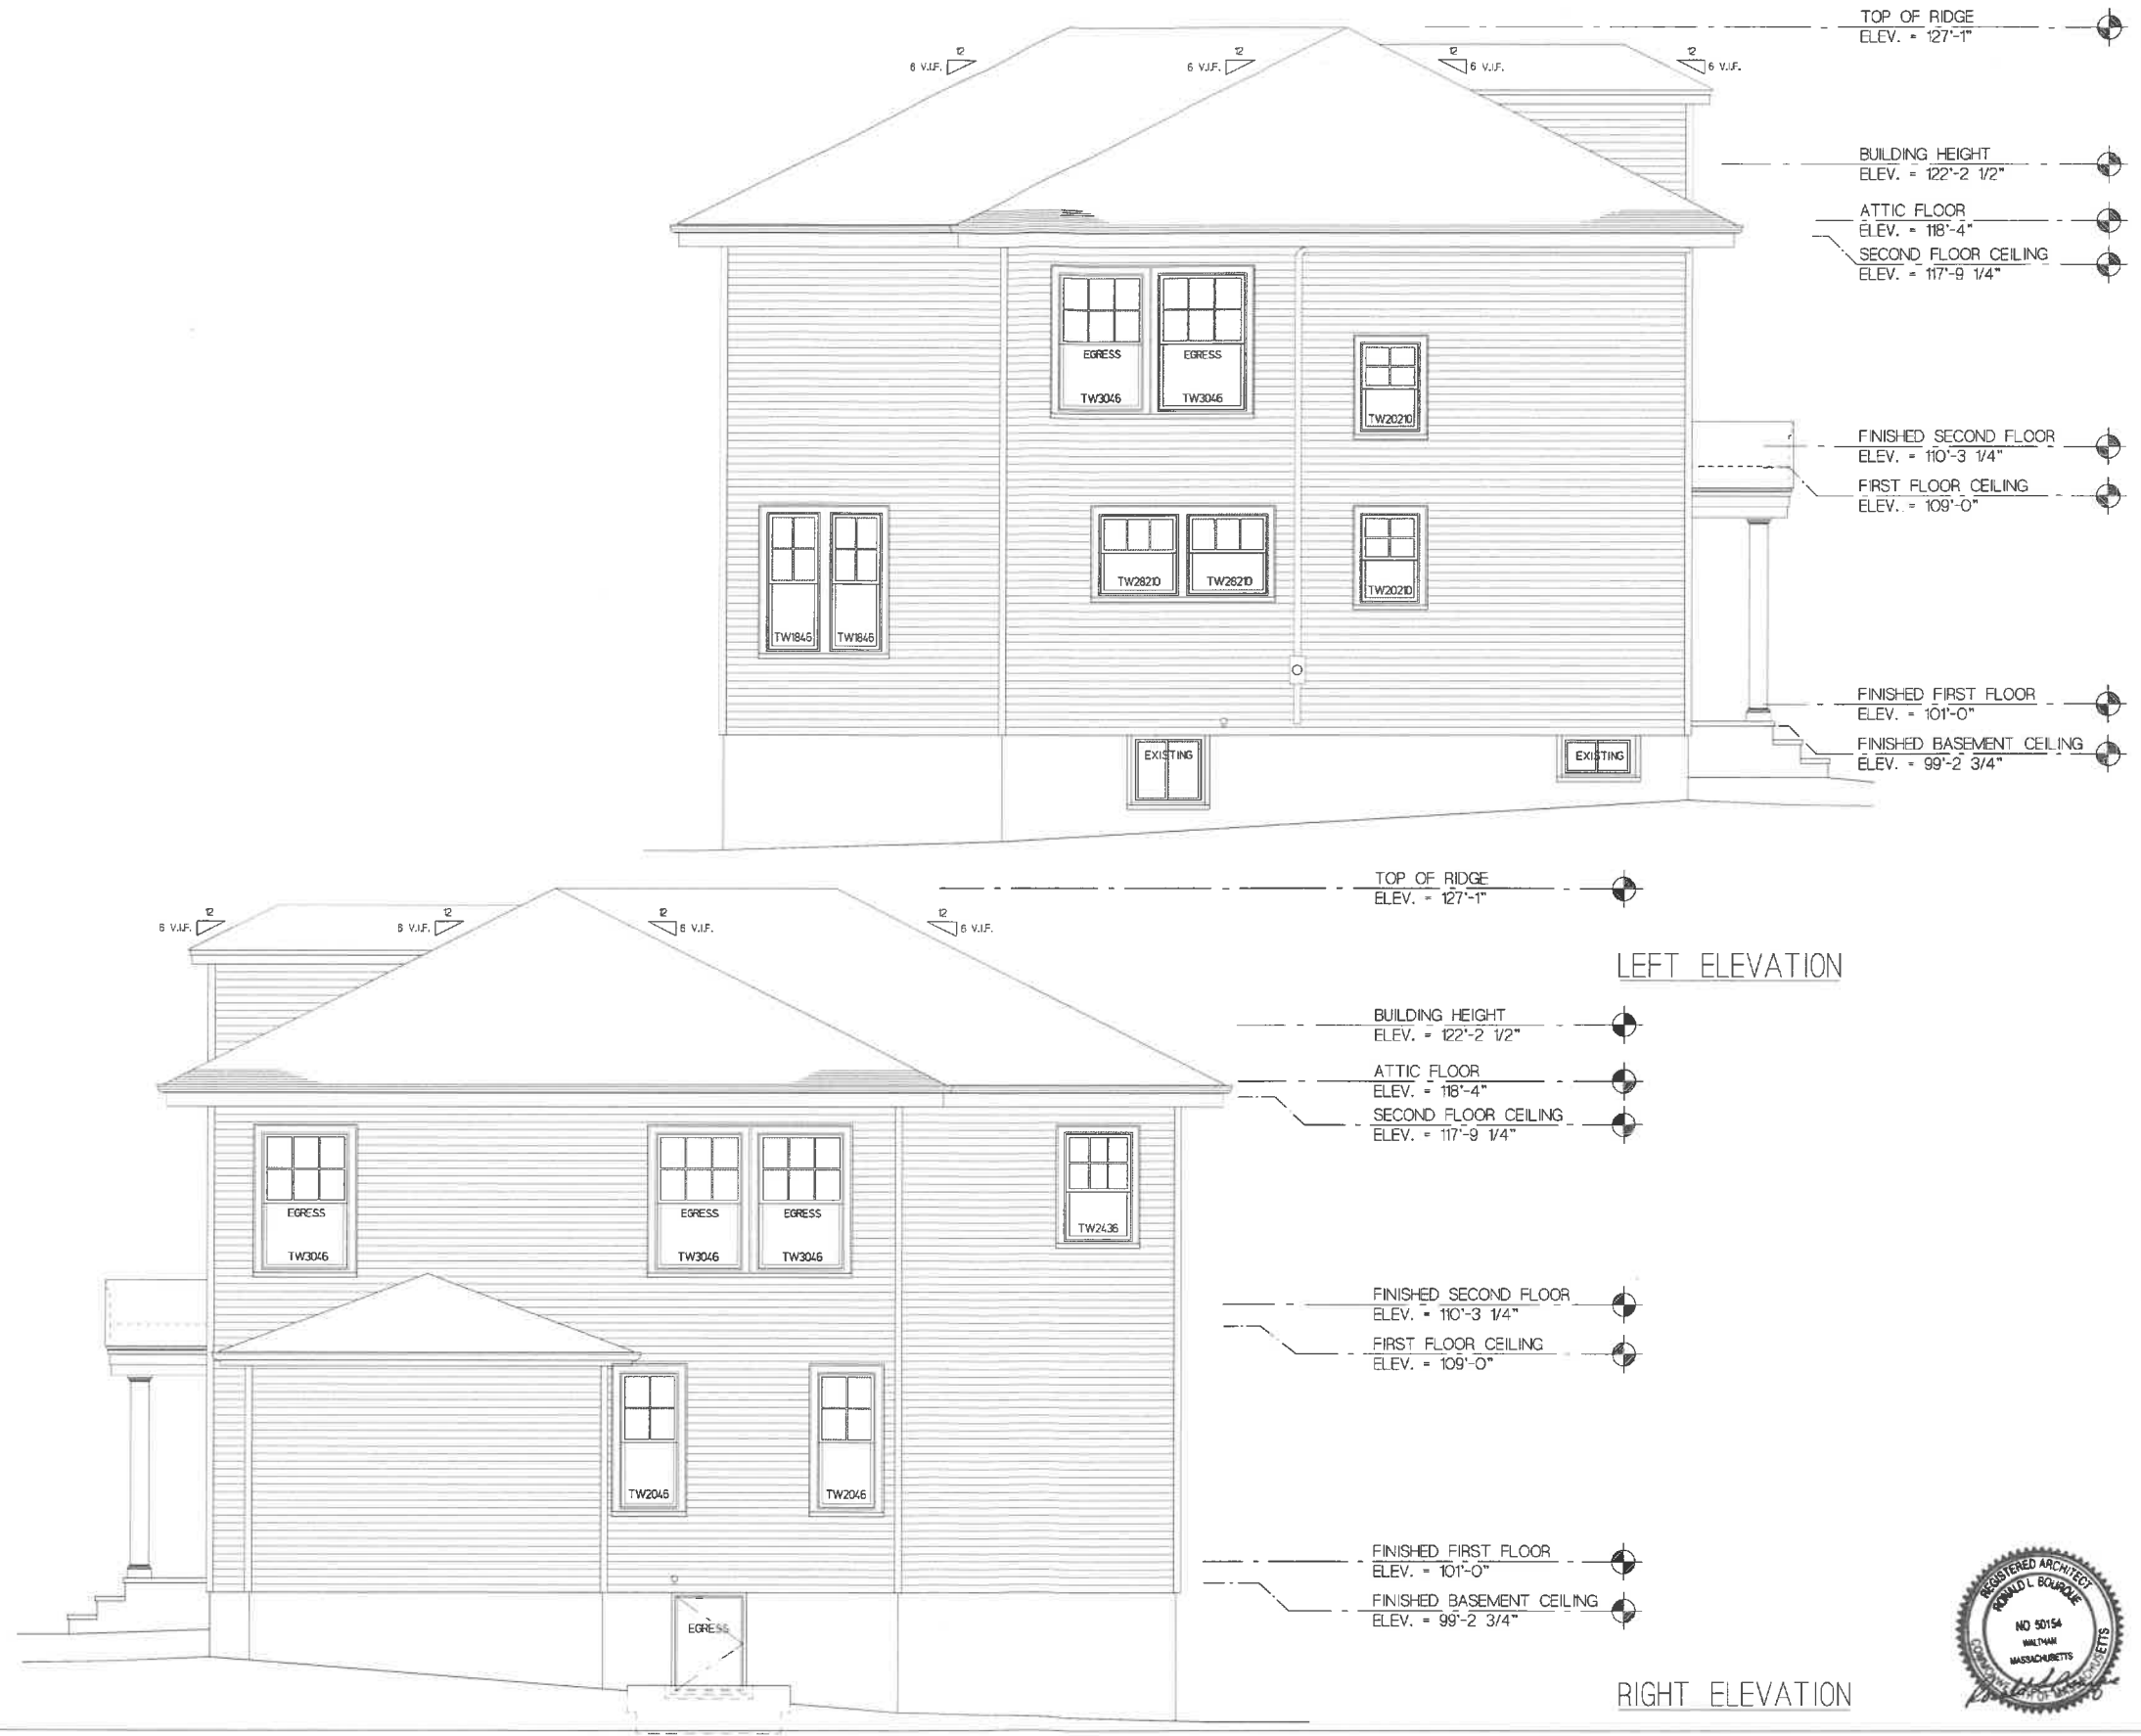 TOP OF RIDGE
ELEV. = 127'-1"
12
6 V.I.F.
12
6 V.I.F.
12
6 V.I.F.
12
6 V.I.F.
BUILDING HEIGHT
ELEV. = 122'-2 1/2"
ATTIC FLOOR
ELEV. = 118'-4"
SECOND FLOOR CEILING
ELEV. = 117'-9 1/4"
EGRESS
EGRESS
TW3046
TW3046
TW20210
FINISHED SECOND FLOOR
ELEV. = 110'-3 1/4"
FIRST FLOOR CEILING
ELEV. = 109'-0"
TW28210
TW28210
TW20210
TW1846
TW1846
FINISHED FIRST FLOOR
ELEV. = 101'-0"
EXISTING
EXISTING
FINISHED BASEMENT CEILING
ELEV. = 99'-2 3/4"
LEFT ELEVATION
TOP OF RIDGE
ELEV. = 127'-1"
12
6 V.I.F.
12
6 V.I.F.
12
6 V.I.F.
12
6 V.I.F.
BUILDING HEIGHT
ELEV. = 122'-2 1/2"
ATTIC FLOOR
ELEV. = 118'-4"
SECOND FLOOR CEILING
ELEV. = 117'-9 1/4"
EGRESS
EGRESS
EGRESS
TW2436
TW3046
TW3046
TW3046
FINISHED SECOND FLOOR
ELEV. = 110'-3 1/4"
FIRST FLOOR CEILING
ELEV. = 109'-0"
TW2046
TW2046
FINISHED FIRST FLOOR
ELEV. = 101'-0"
FINISHED BASEMENT CEILING
ELEV. = 99'-2 3/4"
EGRESS
RIGHT ELEVATION
REGISTERED ARCHITECT
RONALD L BOURQUE
NO 50154
WALTHAM
MASSACHUSETTS
COMMONWEALTH OF MASSACHUSETTS